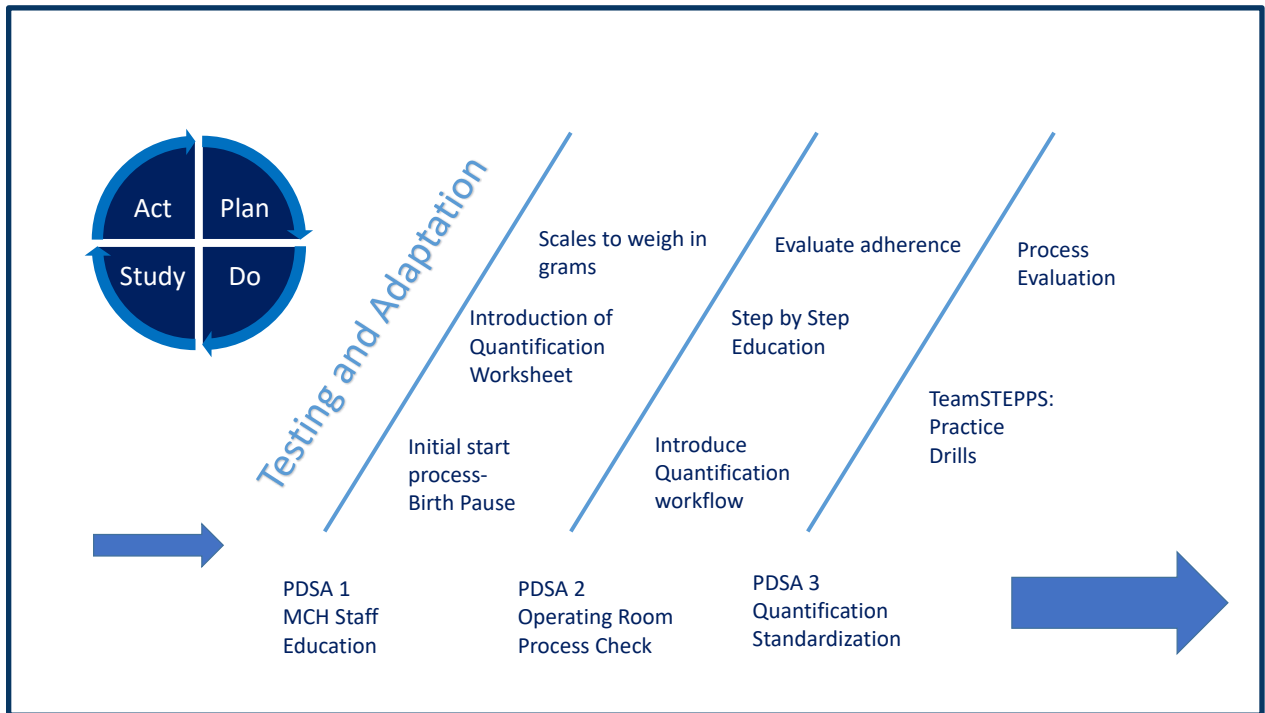 Act
Plan
Study
Do
Testing and Adaptation
Scales to weigh in
grams
Introduction of
Quantification
Worksheet
Initial start
process-
Birth Pause
Evaluate adherence
Step by Step
Education
Introduce
Quantification
workflow
Process
Evaluation
TeamSTEPPS:
Practice
Drills
PDSA 1
MCH Staff
Education
PDSA 2
Operating Room
Process Check
PDSA 3
Quantification
Standardization